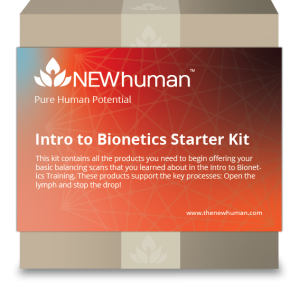 NEWhuman™
Pure Human Potential
Intro to Bionetics Starter Kit
This kit contains all the products you need to begin offering your
basic balancing scans that you learned about in the Intro to Bionet-
ics Training. These products support the key processes: Open the
lymph and stop the drop!
www.thenewhuman.com